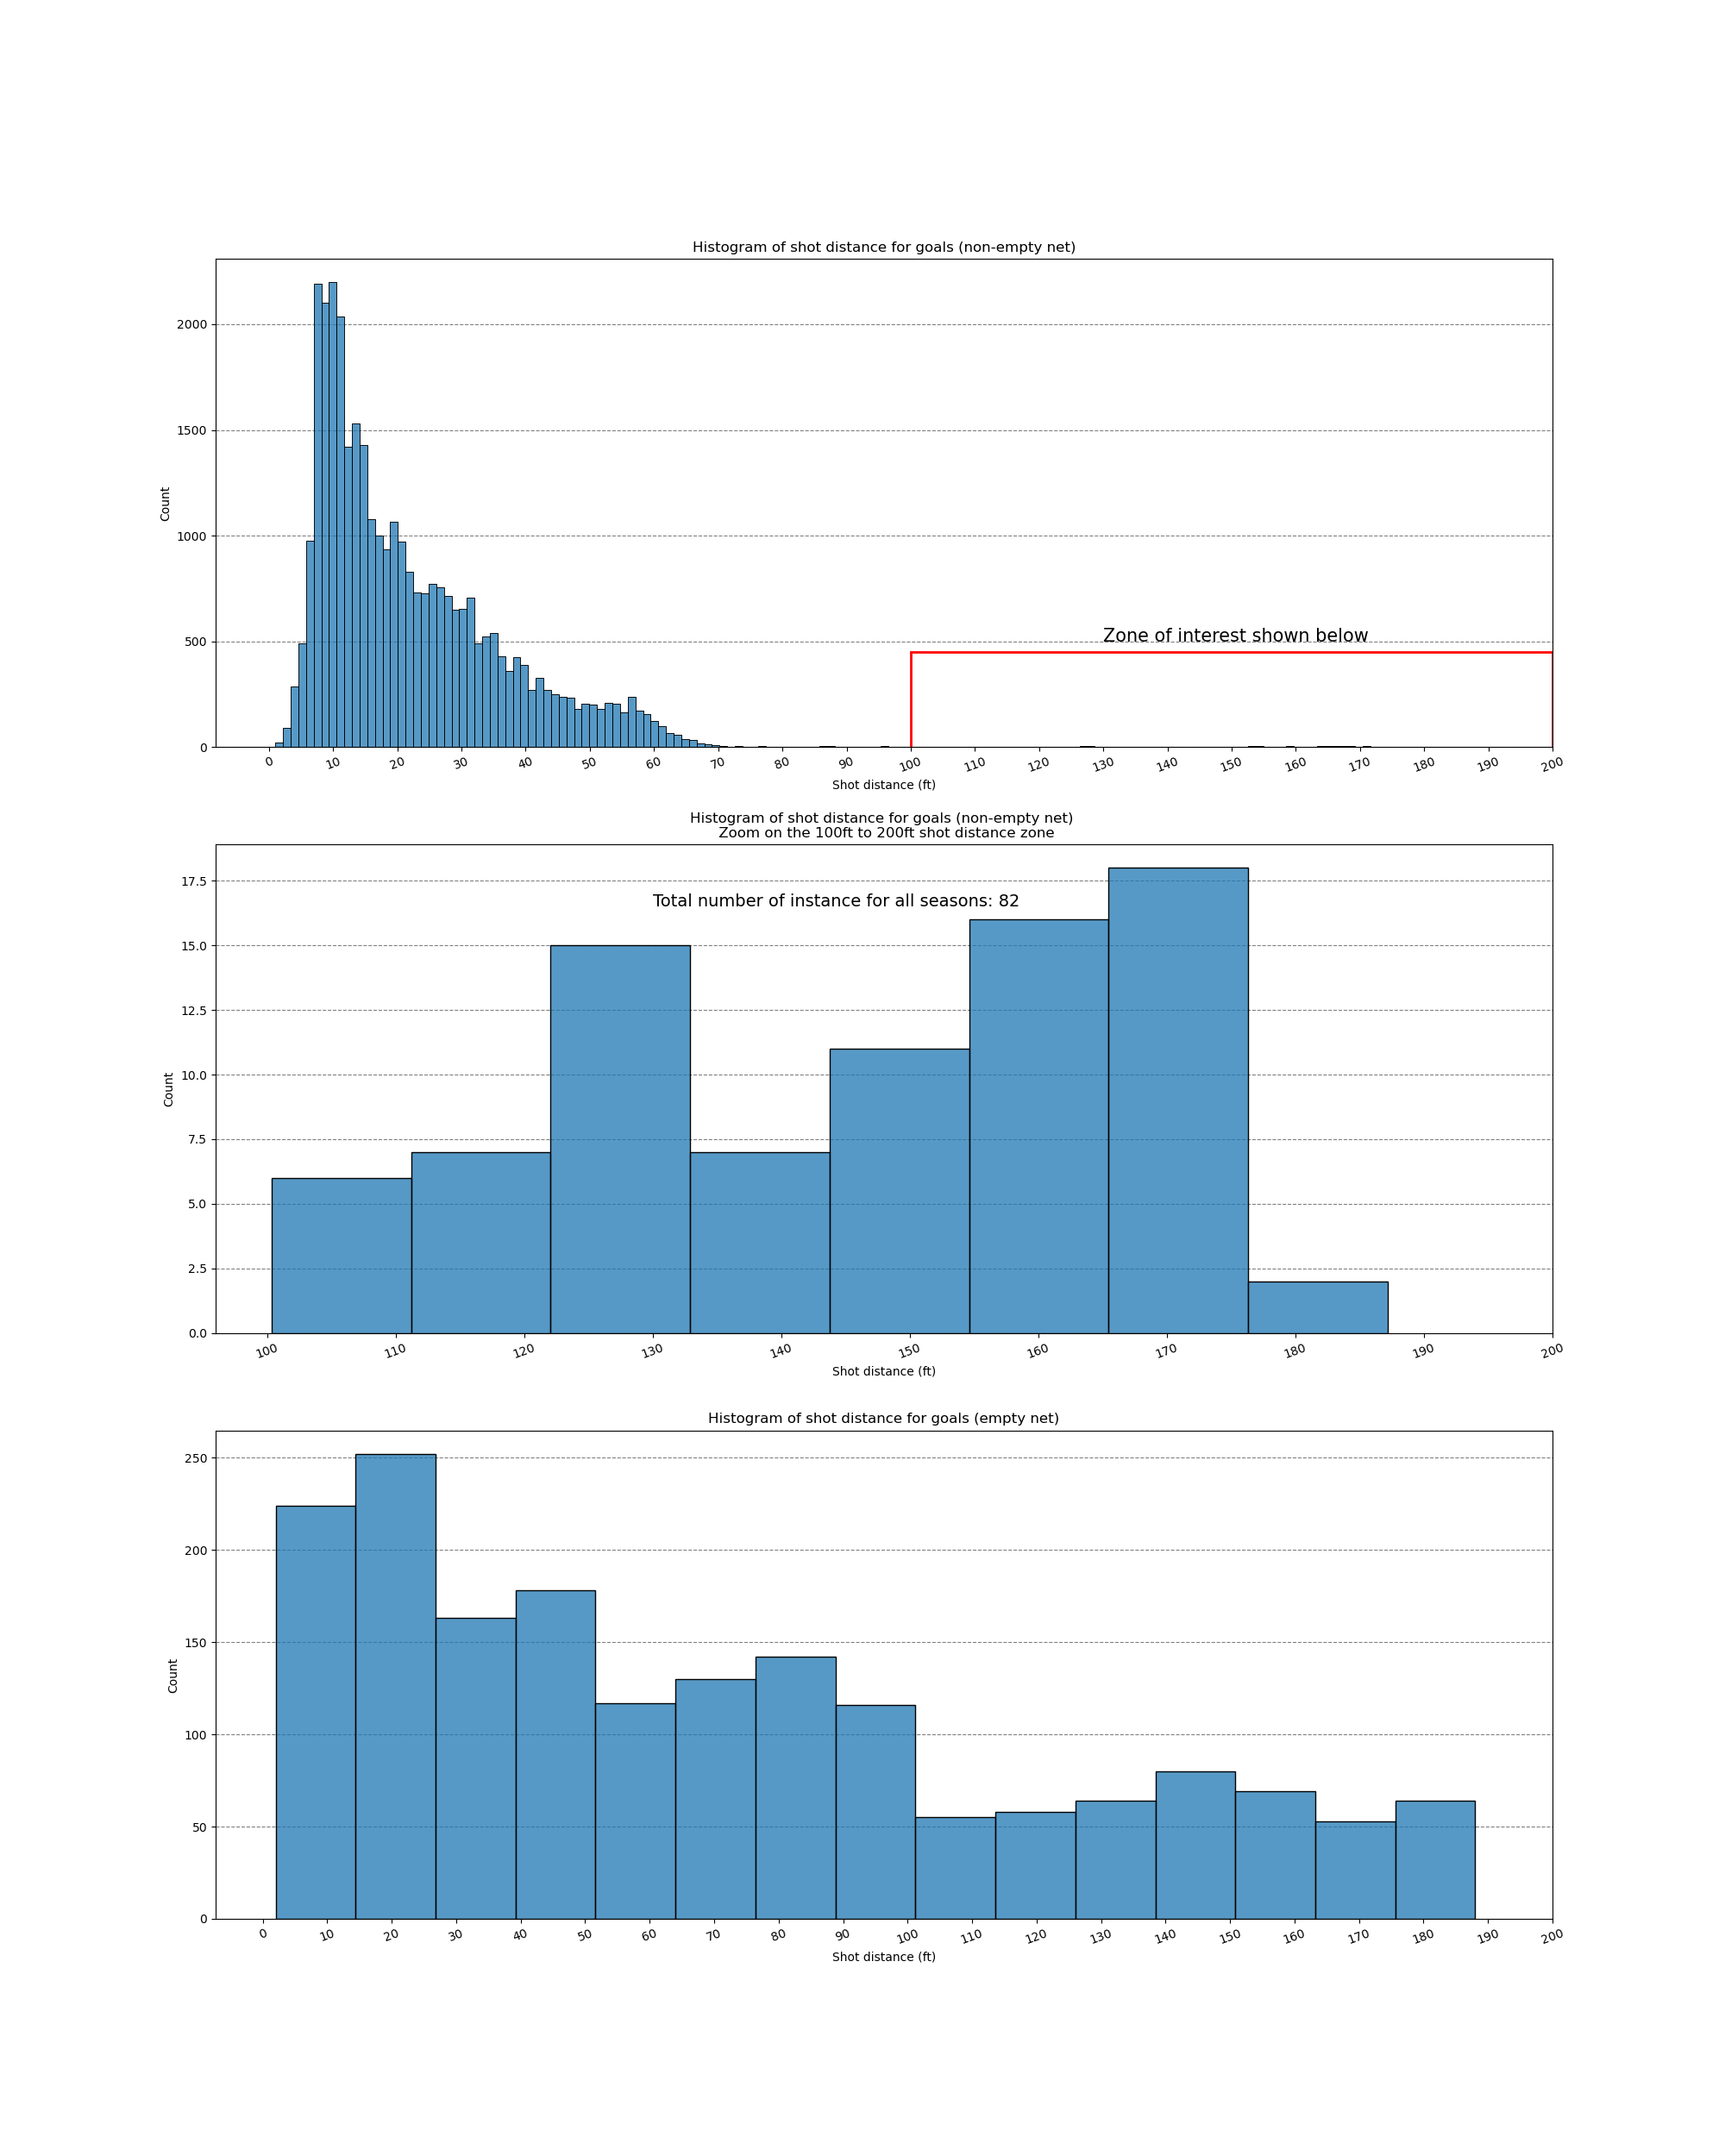 Histogram of shot distance for goals (non-empty net)
2000
1500
1000
500
0
Count
Zone of interest shown below
0 10 20 30 40 50 60 70 80 90 100 110 120 130 140 150 160 170 180 190 200
Shot distance (ft)
Histogram of shot distance for goals (non-empty net)
Zoom on the 100ft to 200ft shot distance zone
17.5
15.0
12.5
10.0
7.5
5.0
2.5
0.0
Count
Total number of instance for all seasons: 82
100 110 120 130 140 150 160 170 180 190 200
Shot distance (ft)
Histogram of shot distance for goals (empty net)
250
200
150
100
50
0
Count
0 10 20 30 40 50 60 70 80 90 100 110 120 130 140 150 160 170 180 190 200
Shot distance (ft)